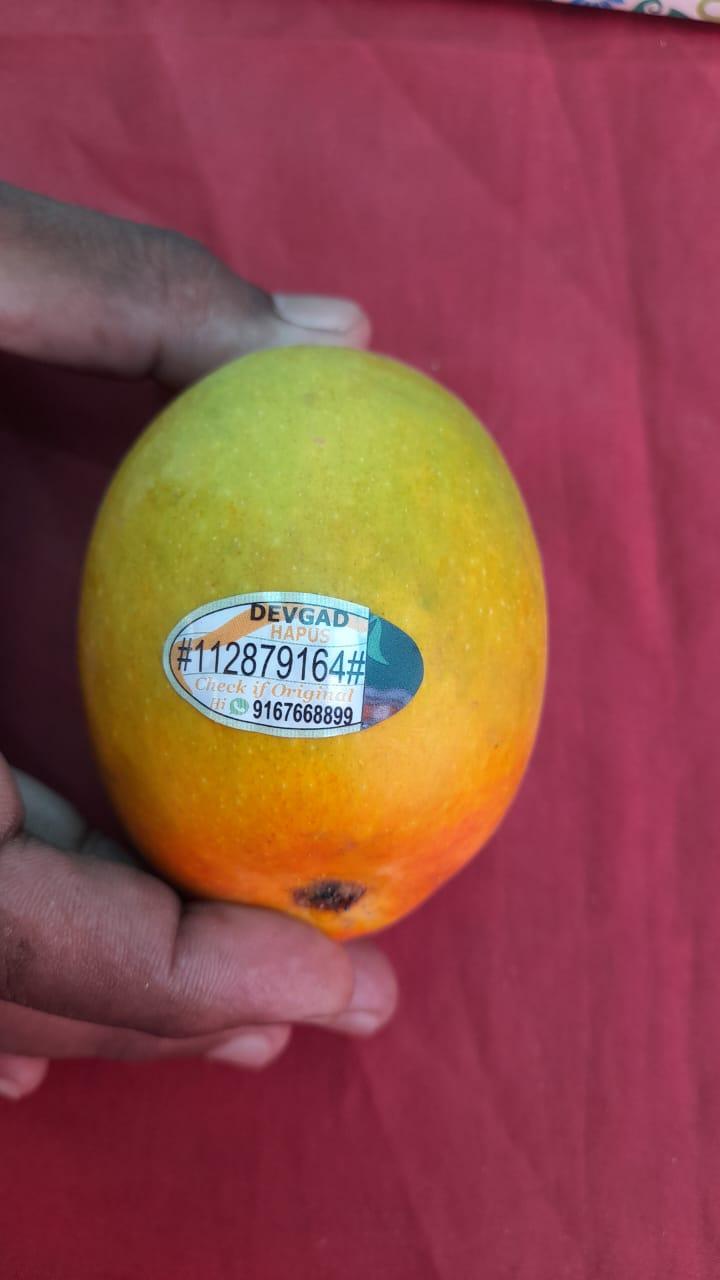 DEVGAD
HAPUS
#112879164#
Check if Original
Hi 9167668899